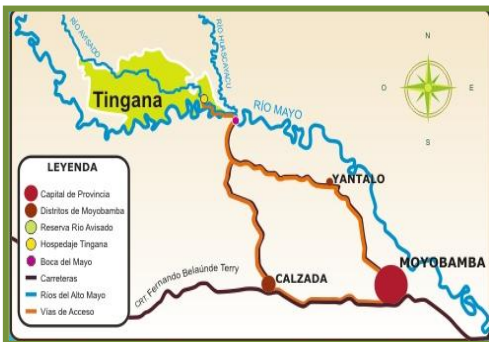 RÍO AVISADO
RÍO HUASCAYACU
Tingana
RÍO MAYO
N
O
E
S
YANTALO
MOYOBAMBA
CALZADA
CRT. Fernando Belaúnde Terry
LEYENDA
Capital de Provincia
Distritos de Moyobamba
Reserva Río Avisado
Hospedaje Tingana
Boca del Mayo
Carreteras
Ríos del Alto Mayo
Vías de Acceso